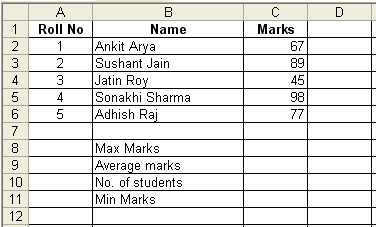 A B C D
1 Roll No Name Marks
2 1 Ankit Arya 67
3 2 Sushant Jain 89
4 3 Jatin Roy 45
5 4 Sonakhi Sharma 98
6 5 Adhish Raj 77
7
8 Max Marks
9 Average marks
10 No. of students
11 Min Marks
12